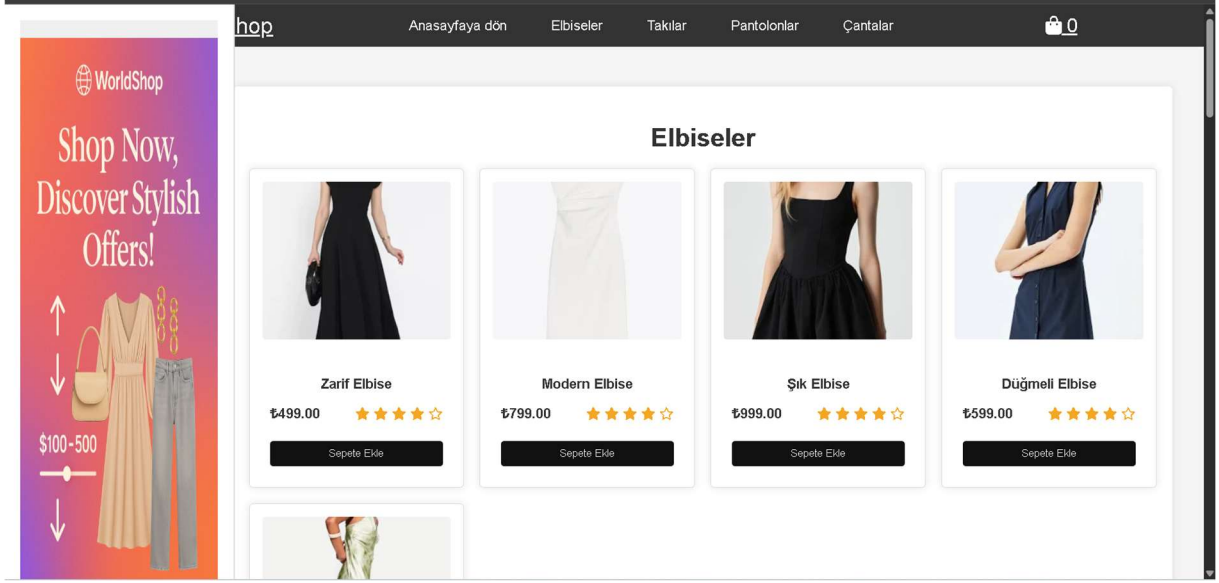 hop
Anasayfaya dön
Elbiseler
Takılar
Pantolonlar
Çantalar
0
WorldShop
Shop Now,
Discover Stylish
Offers!
$100-500
Elbiseler
Zarif Elbise
₺499.00
Sepete Ekle
Modern Elbise
₺799.00
Sepete Ekle
Şık Elbise
₺999.00
Sepete Ekle
Düğmeli Elbise
₺599.00
Sepete Ekle